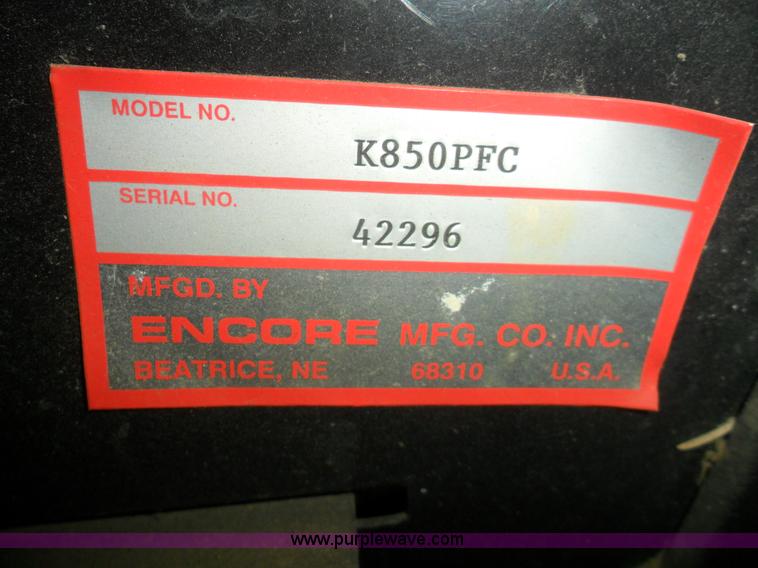 MODEL NO.
K850PFC
SERIAL NO.
42296
MFGD. BY
ENCORE MFG. CO. INC.
BEATRICE, NE 68310 U.S.A.
www.purplewave.com